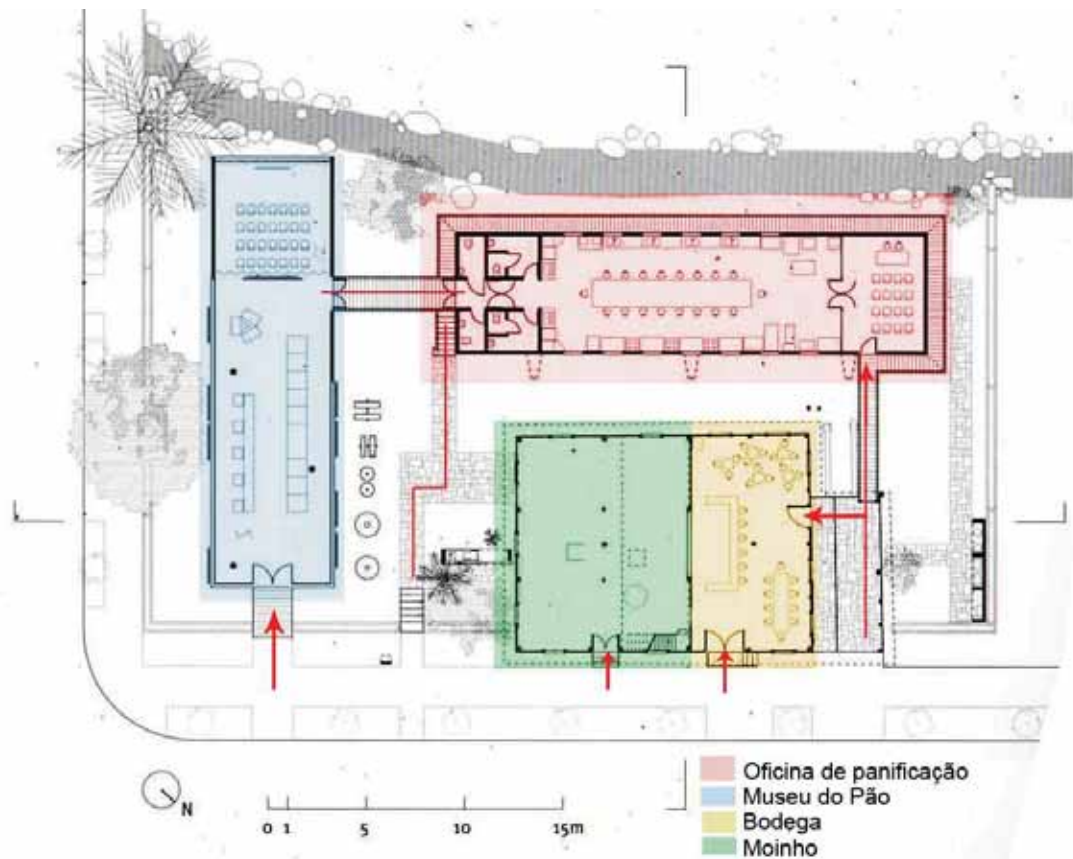 Oficina de panificação
Museu do Pão
Bodega
Moinho
N
0 1 5 10 15m